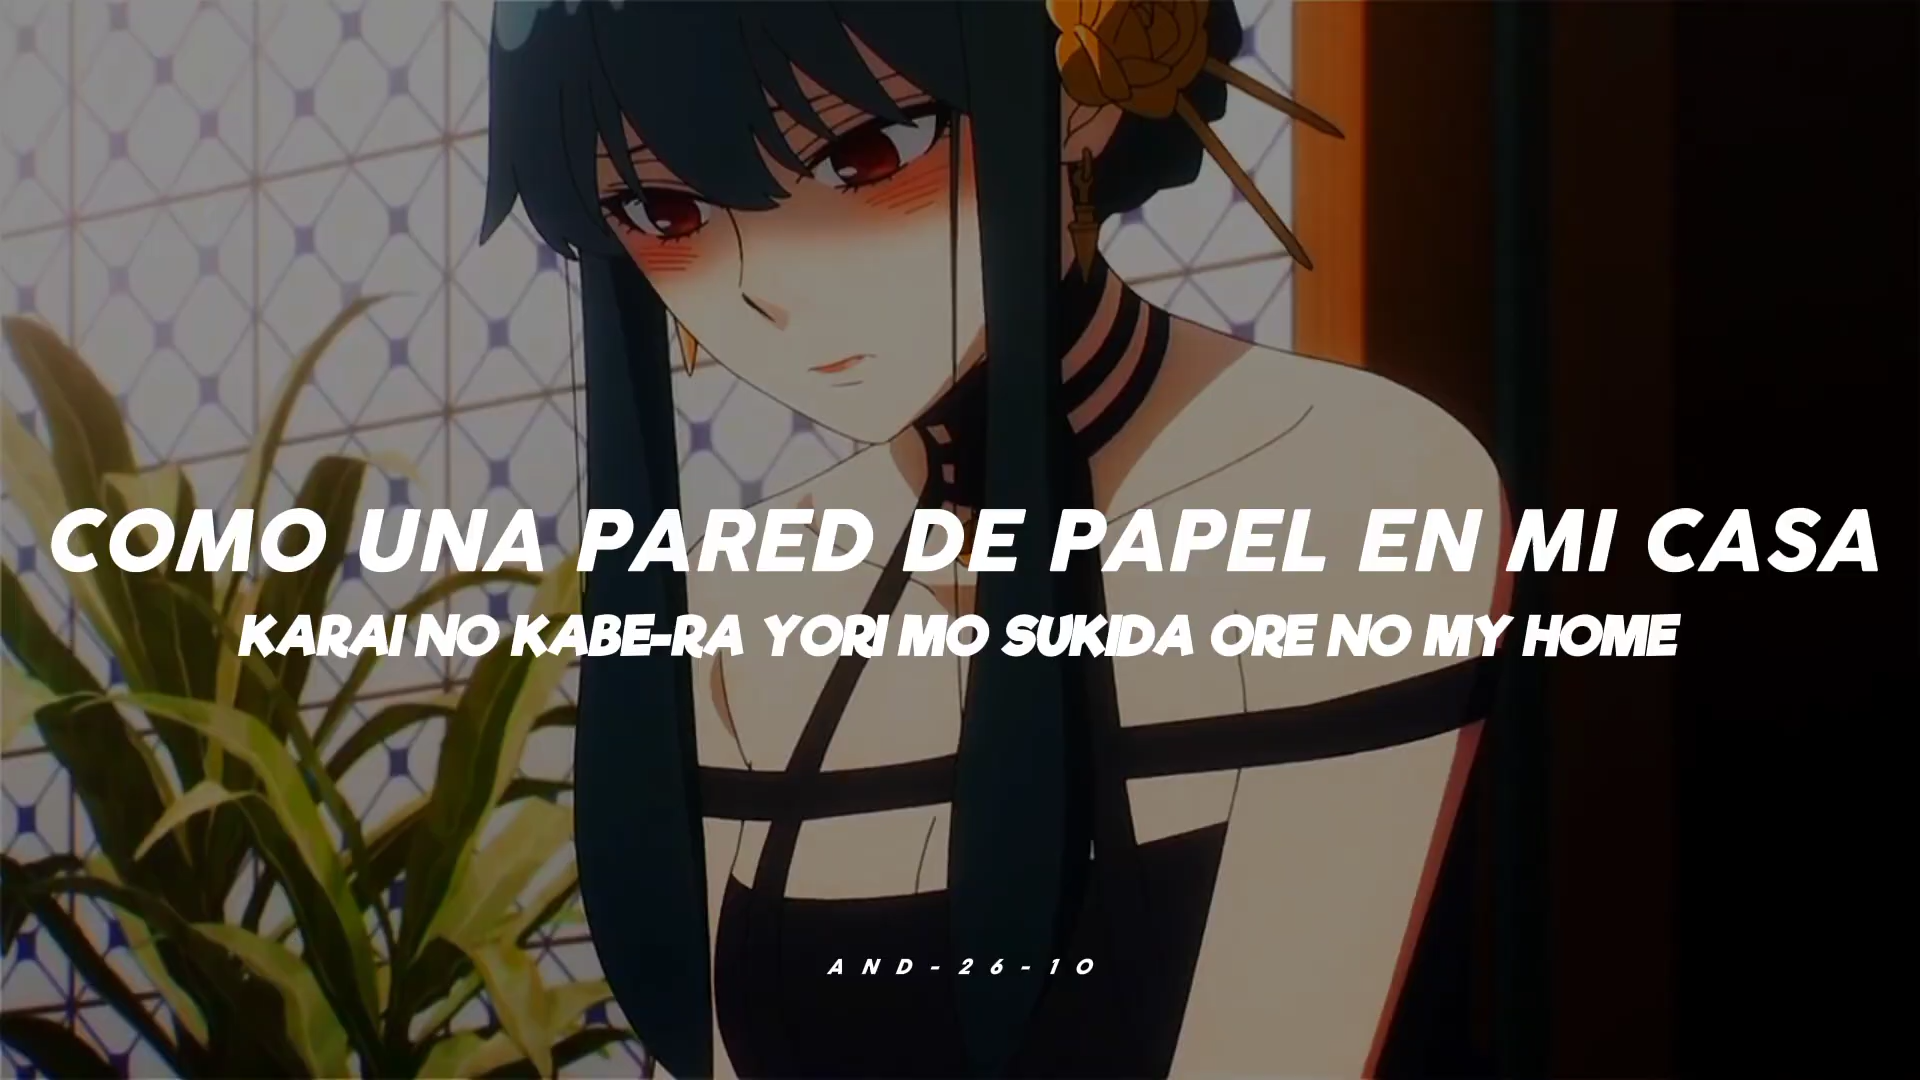 COMO UNA PARED DE PAPEL EN MI CASA
KARAI NO KABE-RA YORI MO SUKIDA ORE NO MY HOME
AND-26-10